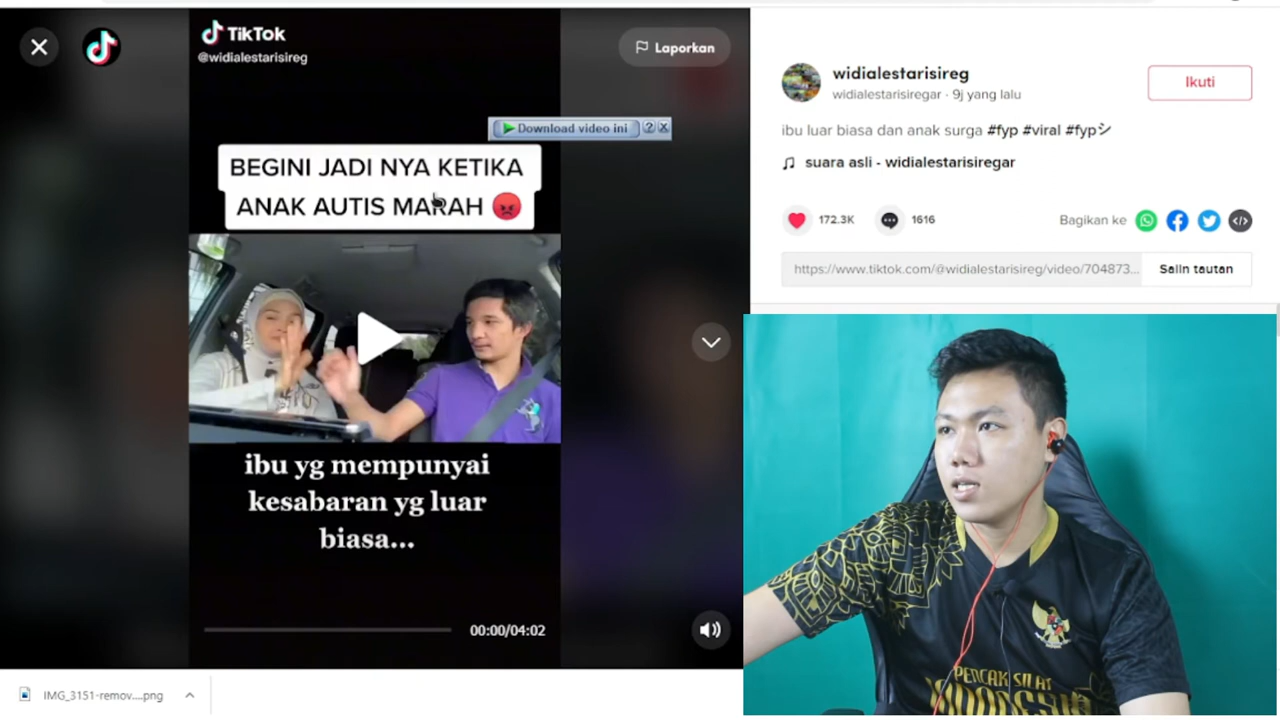 TikTok
@widialestarisireg
Laporkan
Download video ini
BEGINI JADI NYA KETIKA
ANAK AUTIS MARAH
ibu yg mempunyai
kesabaran yg luar
biasa...
00:00/04:02
IMG_3151-remov....png
widialestarisireg
widialestarisiregar · 9j yang lalu
Ikuti
ibu luar biasa dan anak surga #fyp #viral #fypシ
suara asli - widialestarisiregar
172.3K
1616
Bagikan ke
https://www.tiktok.com/@widialestarisireg/video/704873...
Salin tautan
PENCAK SILAT
INDONESIA